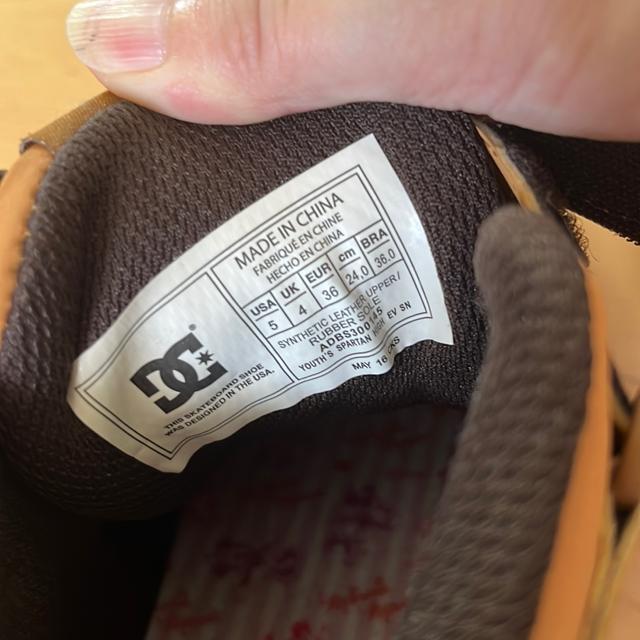 MADE IN CHINA
FABRIQUÉ EN CHINE
HECHO EN CHINA
USA UK EUR cm BRA
5 4 36 24,0 36,0
SYNTHETIC LEATHER UPPER/
RUBBER SOLE
YOUTH'S SPARTAN HIGH EV SN
MAY 16
DC
THIS SKATEBOARD SHOE
WAS DESIGNED IN THE USA.